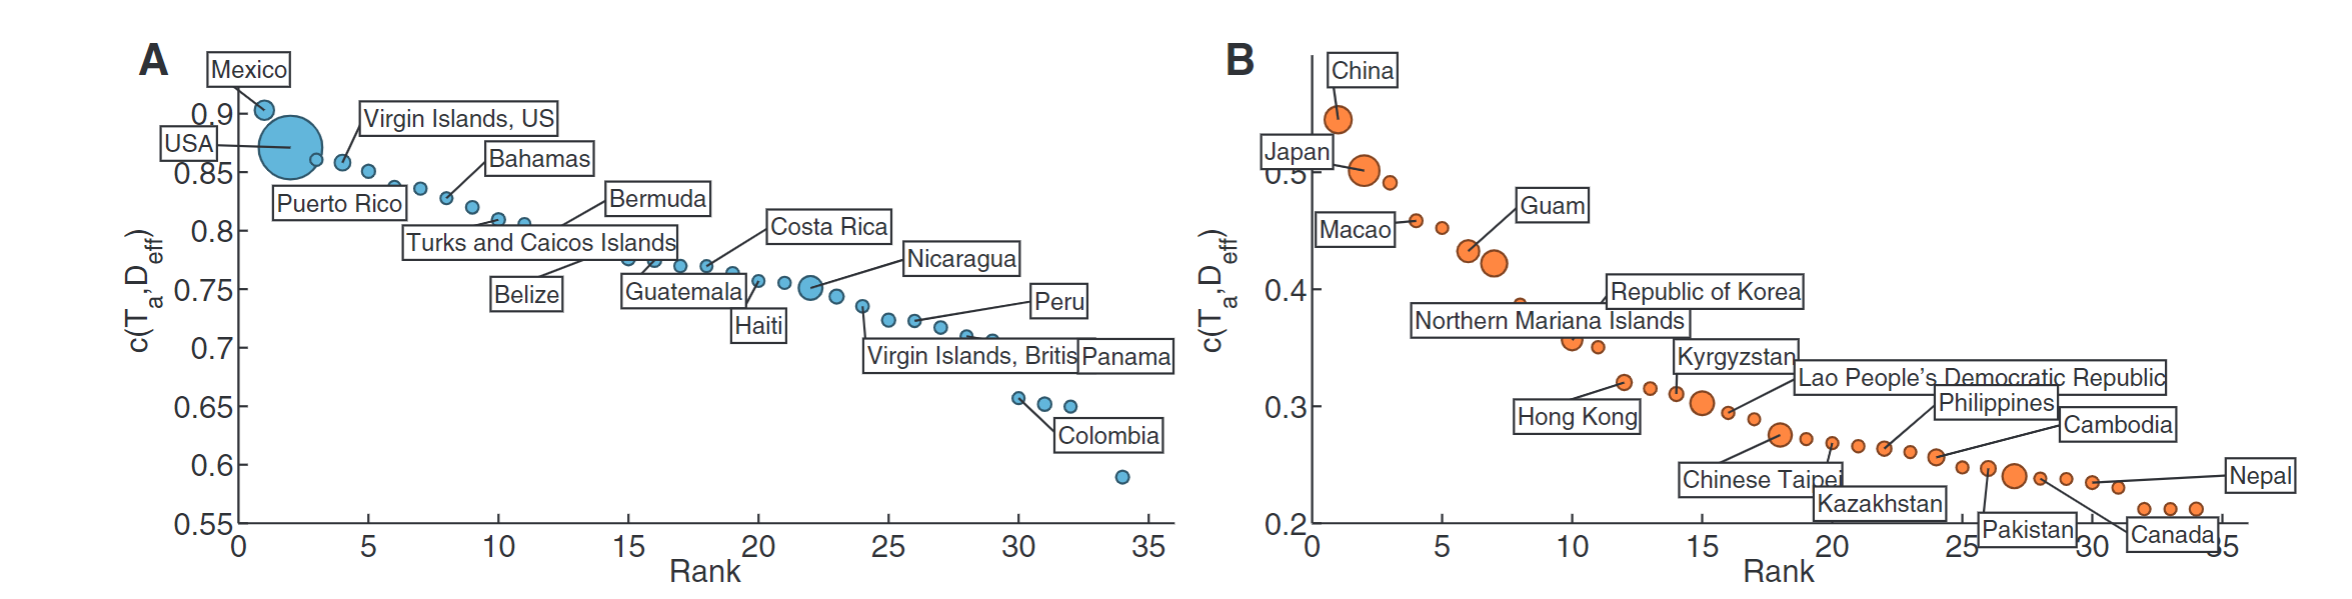 A
Mexico
USA
Virgin Islands, US
Bahamas
Puerto Rico
Bermuda
Turks and Caicos Islands
Costa Rica
Belize
Guatemala
Nicaragua
Haiti
Peru
Virgin Islands, Britis
Panama
Colombia
0.9
0.85
0.8
0.75
0.7
0.65
0.6
0.55
c(Ta,Deff)
0 5 10 15 20 25 30 35
Rank
B
China
Japan
Macao
Guam
Republic of Korea
Northern Mariana Islands
Kyrgyzstan
Lao People's Democratic Republic
Hong Kong
Philippines
Cambodia
Chinese Taipei
Kazakhstan
Pakistan
Canada
Nepal
0.5
0.4
0.3
0.2
c(Ta,Deff)
0 5 10 15 20 25 30 35
Rank